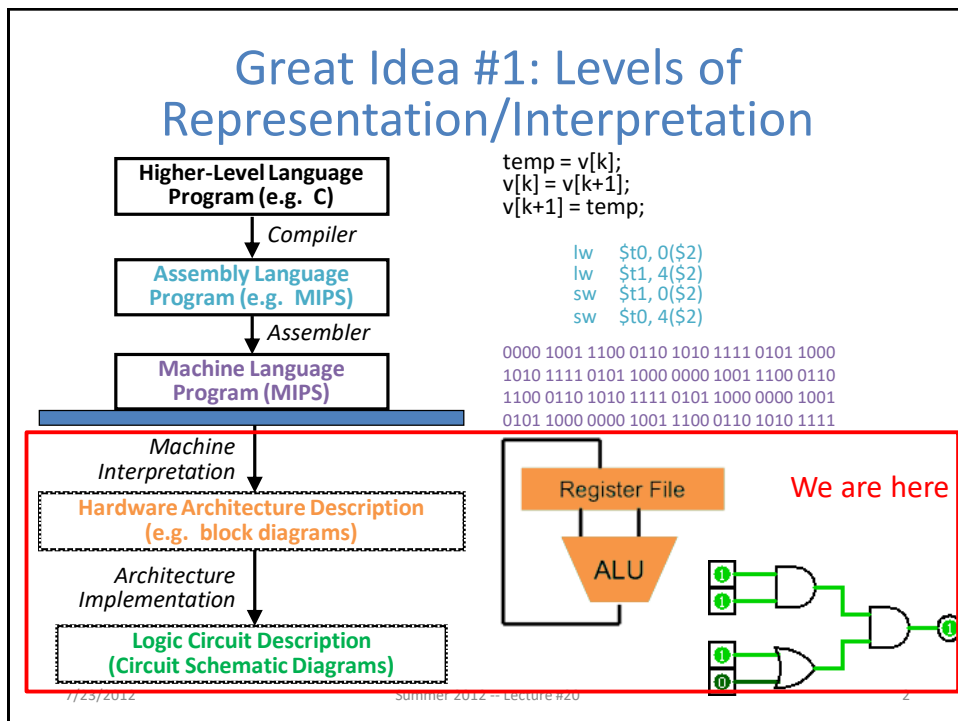 Great Idea #1: Levels of
Representation/Interpretation
Higher-Level Language
Program (e.g. C)
Compiler
Assembly Language
Program (e.g. MIPS)
Assembler
Machine Language
Program (MIPS)
temp = v[k];
v[k] = v[k+1];
v[k+1] = temp;
lw $t0, 0($2)
lw $t1, 4($2)
sw $t1, 0($2)
sw $t0, 4($2)
0000 1001 1100 0110 1010 1111 0101 1000
1010 1111 0101 1000 0000 1001 1100 0110
1100 0110 1010 1111 0101 1000 0000 1001
0101 1000 0000 1001 1100 0110 1010 1111
Machine
Interpretation
Hardware Architecture Description
(e.g. block diagrams)
Architecture
Implementation
Logic Circuit Description
(Circuit Schematic Diagrams)
Register File
ALU
We are here
1
1
1
0
1
7/23/2012
Summer 2012 -- Lecture #20
2